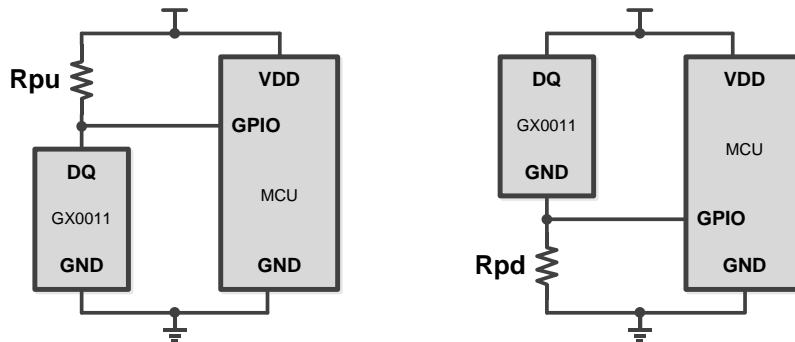 Rpu
VDD
GPIO
DQ
GX0011
MCU
GND
GND
DQ
VDD
GX0011
MCU
GND
GPIO
Rpd
GND